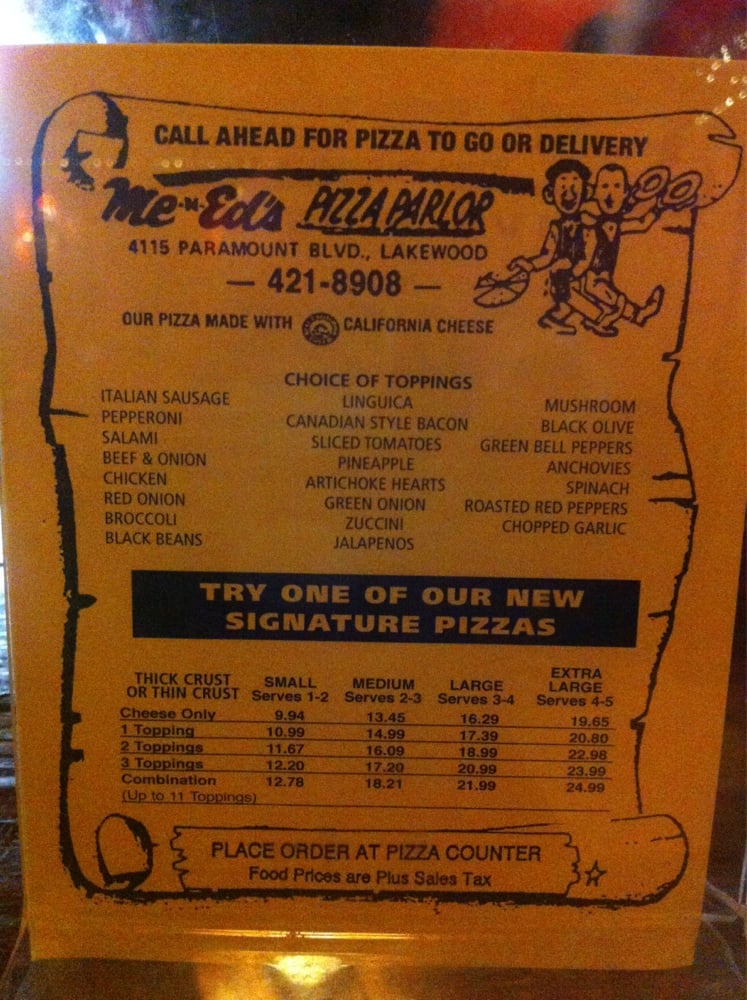 CALL AHEAD FOR PIZZA TO GO OR DELIVERY
Me-N-Ed's PIZZA PARLOR
4115 PARAMOUNT BLVD., LAKEWOOD
— 421-8908 —
OUR PIZZA MADE WITH CALIFORNIA CHEESE
CHOICE OF TOPPINGS
ITALIAN SAUSAGE LINGUICA MUSHROOM
PEPPERONI CANADIAN STYLE BACON BLACK OLIVE
SALAMI SLICED TOMATOES GREEN BELL PEPPERS
BEEF & ONION PINEAPPLE ANCHOVIES
CHICKEN ARTICHOKE HEARTS SPINACH
RED ONION GREEN ONION ROASTED RED PEPPERS
BROCCOLI ZUCCINI CHOPPED GARLIC
BLACK BEANS JALAPENOS
TRY ONE OF OUR NEW
SIGNATURE PIZZAS
THICK CRUST SMALL MEDIUM LARGE EXTRA LARGE
OR THIN CRUST Serves 1-2 Serves 2-3 Serves 3-4 Serves 4-5
Cheese Only 9.94 13.45 16.29 19.65
1 Topping 10.99 14.99 17.39 20.80
2 Toppings 11.67 16.09 18.99 22.98
3 Toppings 12.20 17.20 20.99 23.99
Combination 12.78 18.21 21.99 24.99
(Up to 11 Toppings)
PLACE ORDER AT PIZZA COUNTER
Food Prices are Plus Sales Tax